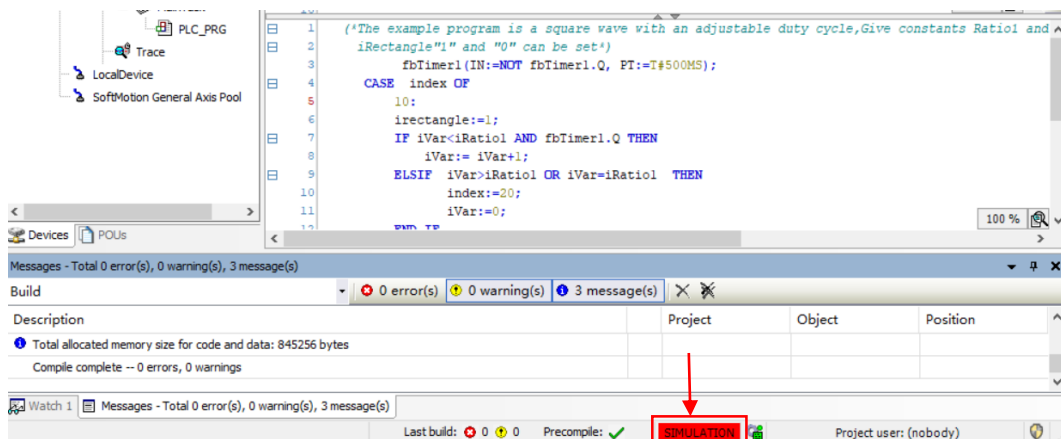 PLC_PRG
Trace
LocalDevice
SoftMotion General Axis Pool
Devices
POUs
1 (*The example program is a square wave with an adjustable duty cycle,Give constants Ratio1 and
2 iRectangle"1" and "0" can be set*)
3 fbTimer1(IN:=NOT fbTimer1.Q, PT:=T#500MS);
4 CASE index OF
5 10:
6 irectangle:=1;
7 IF iVar<iRatio1 AND fbTimer1.Q THEN
8 iVar:= iVar+1;
9 ELSIF iVar>iRatio1 OR iVar=iRatio1 THEN
10 index:=20;
11 iVar:=0;
12 END_IF
100 %
Messages - Total 0 error(s), 0 warning(s), 3 message(s)
Build 0 error(s) 0 warning(s) 3 message(s)
Description Project Object Position
Total allocated memory size for code and data: 845256 bytes
Compile complete -- 0 errors, 0 warnings
Watch 1 Messages - Total 0 error(s), 0 warning(s), 3 message(s)
Last build: 0 0 Precompile: SIMULATION Project user: (nobody)